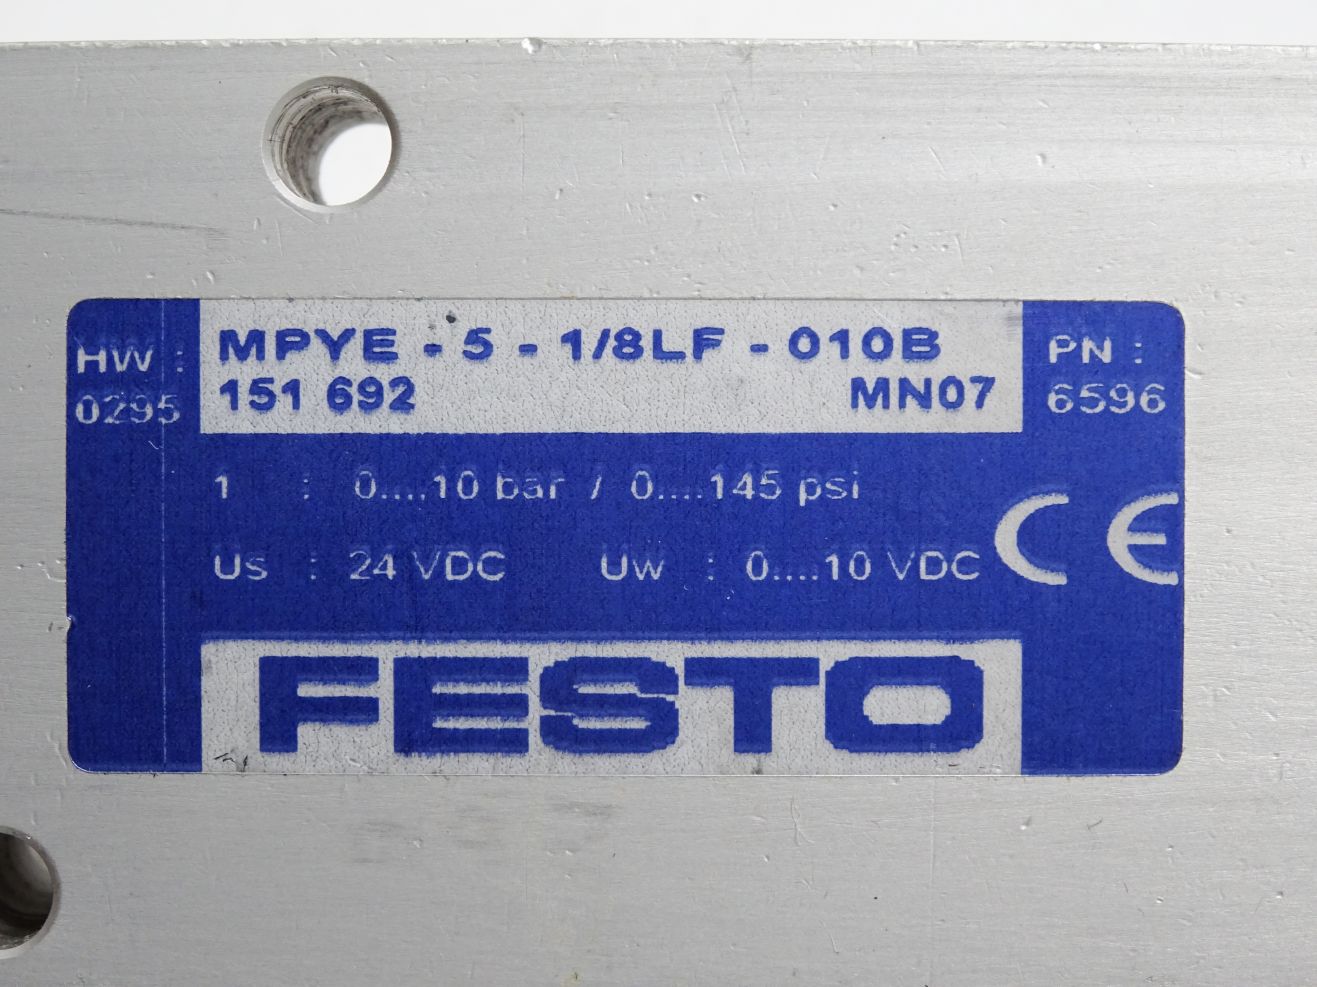 HW :
0295
MPYE - 5 - 1/8LF - 010B
151 692 MN07
PN :
6596
1 : 0....10 bar / 0....145 psi
Us : 24 VDC Uw : 0....10 VDC
CE
FESTO